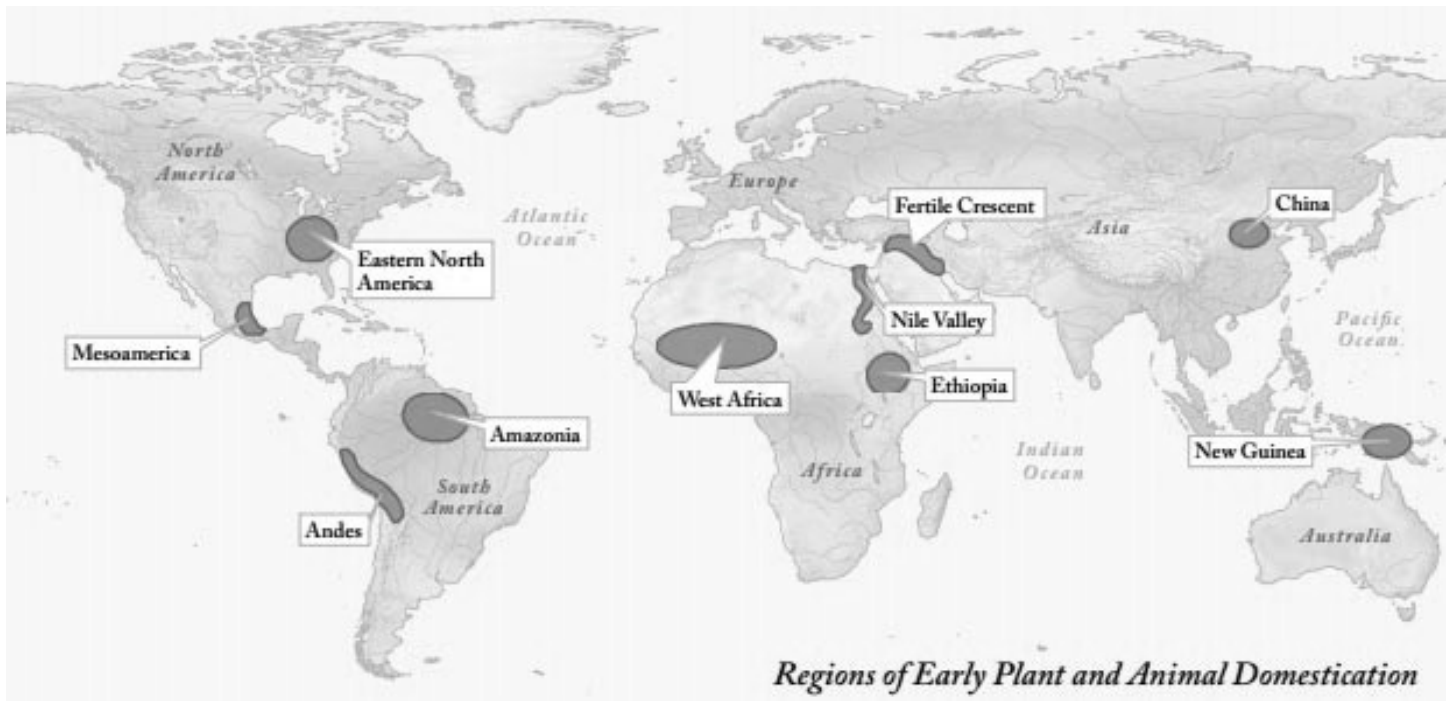 North
America
Europe
Fertile Crescent
China
Atlantic
Ocean
Asia
Eastern North
America
Nile Valley
Pacific
Ocean
Mesoamerica
West Africa
Ethiopia
Amazonia
New Guinea
Indian
Ocean
Africa
South
America
Andes
Australia
Regions of Early Plant and Animal Domestication